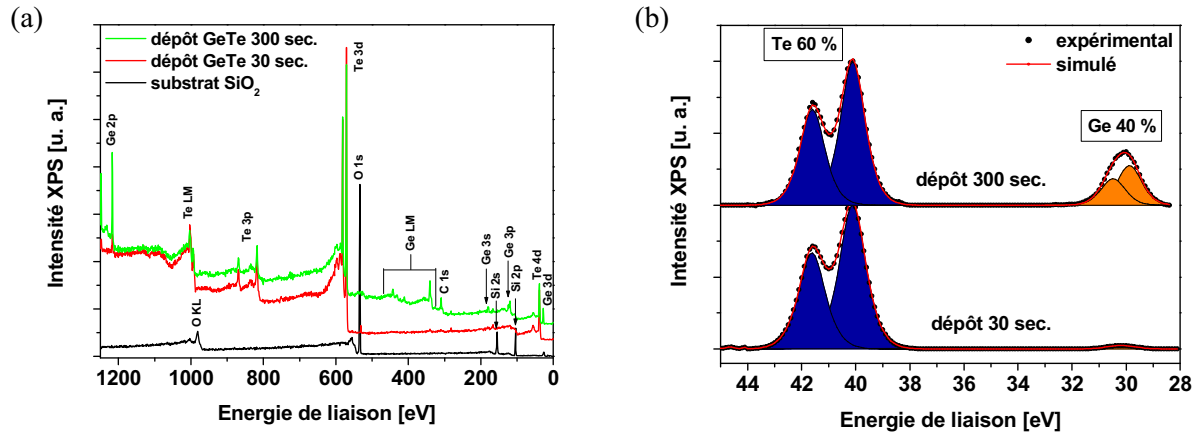 (a)
dépôt GeTe 300 sec.
dépôt GeTe 30 sec.
substrat SiO2
Intensité XPS [u. a.]
Ge 2p
Te LM
O KL
Te 3p
Te 3d
O 1s
Ge LM
C 1s
Ge 3s
Si 2s
Ge 3p
Si 2p
Te 4d
Ge 3d
1200 1000 800 600 400 200 0
Energie de liaison [eV]
(b)
Te 60 %
expérimental
simulé
Ge 40 %
dépôt 300 sec.
dépôt 30 sec.
Intensité XPS [u. a.]
44 42 40 38 36 34 32 30 28
Energie de liaison [eV]